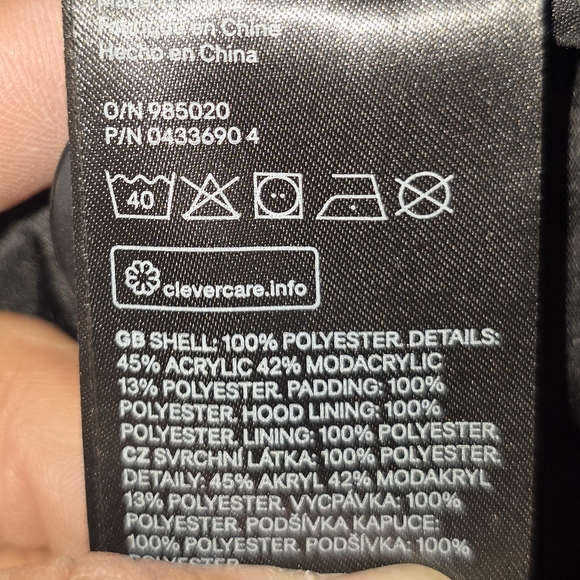 Hecho en China
O/N 985020
P/N 0433690 4
40
clevercare.info
GB SHELL: 100% POLYESTER. DETAILS:
45% ACRYLIC 42% MODACRYLIC
13% POLYESTER. PADDING: 100%
POLYESTER. HOOD LINING: 100%
POLYESTER. LINING: 100% POLYESTER.
CZ SVRCHNÍ LÁTKA: 100% POLYESTER.
DETAILY: 45% AKRYL 42% MODAKRYL
13% POLYESTER. VYCPÁVKA: 100%
POLYESTER. PODŠÍVKA KAPUCE:
100% POLYESTER. PODŠÍVKA: 100%